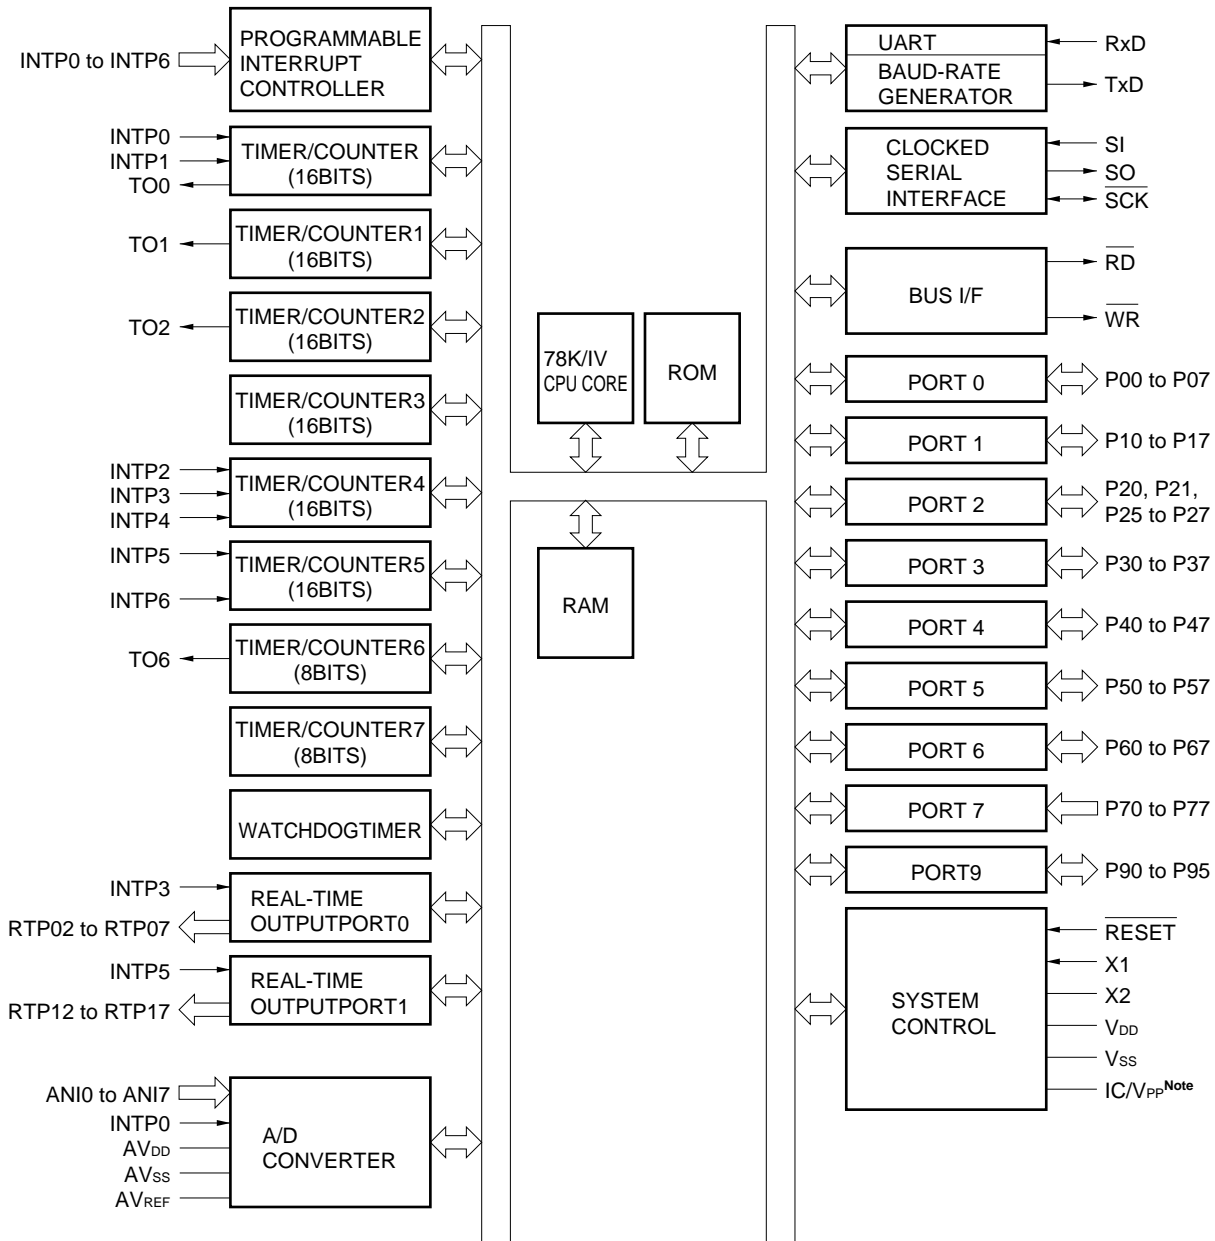 INTP0 to INTP6
PROGRAMMABLE
INTERRUPT
CONTROLLER
INTP0
INTP1
TO0
TIMER/COUNTER
(16BITS)
TO1
TIMER/COUNTER1
(16BITS)
TO2
TIMER/COUNTER2
(16BITS)
TIMER/COUNTER3
(16BITS)
INTP2
INTP3
INTP4
TIMER/COUNTER4
(16BITS)
INTP5
INTP6
TIMER/COUNTER5
(16BITS)
TO6
TIMER/COUNTER6
(8BITS)
TIMER/COUNTER7
(8BITS)
WATCHDOGTIMER
INTP3
RTP02 to RTP07
REAL-TIME
OUTPUTPORT0
INTP5
RTP12 to RTP17
REAL-TIME
OUTPUTPORT1
ANI0 to ANI7
INTP0
AVDD
AVSS
AVREF
A/D
CONVERTER
78K/IV
CPU CORE
ROM
RAM
UART
BAUD-RATE
GENERATOR
RxD
TxD
CLOCKED
SERIAL
INTERFACE
SI
SO
SCK
BUS I/F
RD
WR
PORT 0
P00 to P07
PORT 1
P10 to P17
PORT 2
P20, P21,
P25 to P27
PORT 3
P30 to P37
PORT 4
P40 to P47
PORT 5
P50 to P57
PORT 6
P60 to P67
PORT 7
P70 to P77
PORT9
P90 to P95
SYSTEM
CONTROL
RESET
X1
X2
VDD
VSS
IC/VPPNote